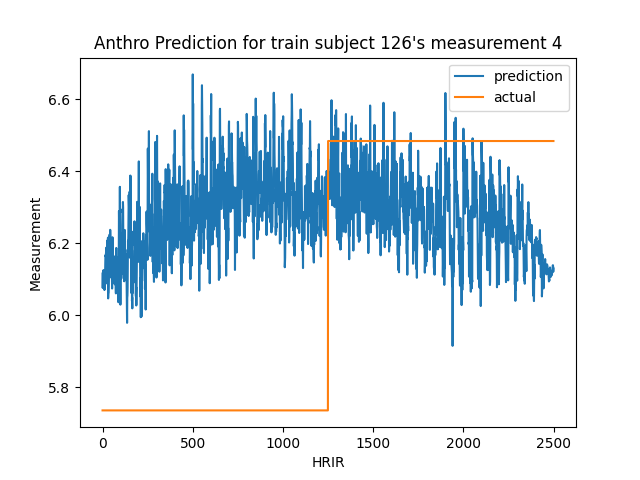 Anthro Prediction for train subject 126's measurement 4
prediction
actual
6.6
6.4
6.2
6.0
5.8
Measurement
0
500
1000
1500
2000
2500
HRIR